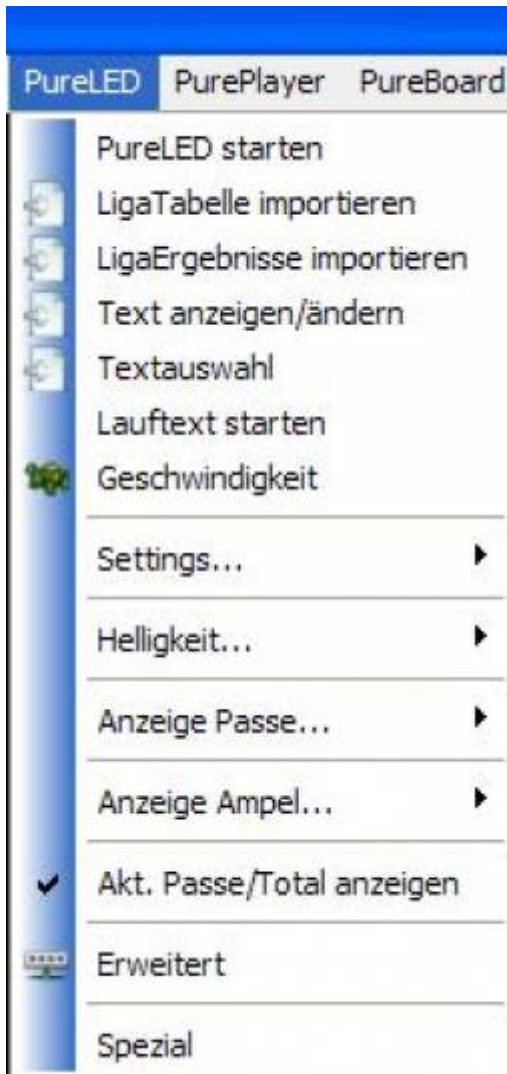 PureLED PurePlayer PureBoard
PureLED starten
LigaTabelle importieren
LigaErgebnisse importieren
Text anzeigen/ändern
Textauswahl
Lauftext starten
Geschwindigkeit
Settings...
Helligkeit...
Anzeige Passe...
Anzeige Ampel...
Akt. Passe/Total anzeigen
Erweitert
Spezial